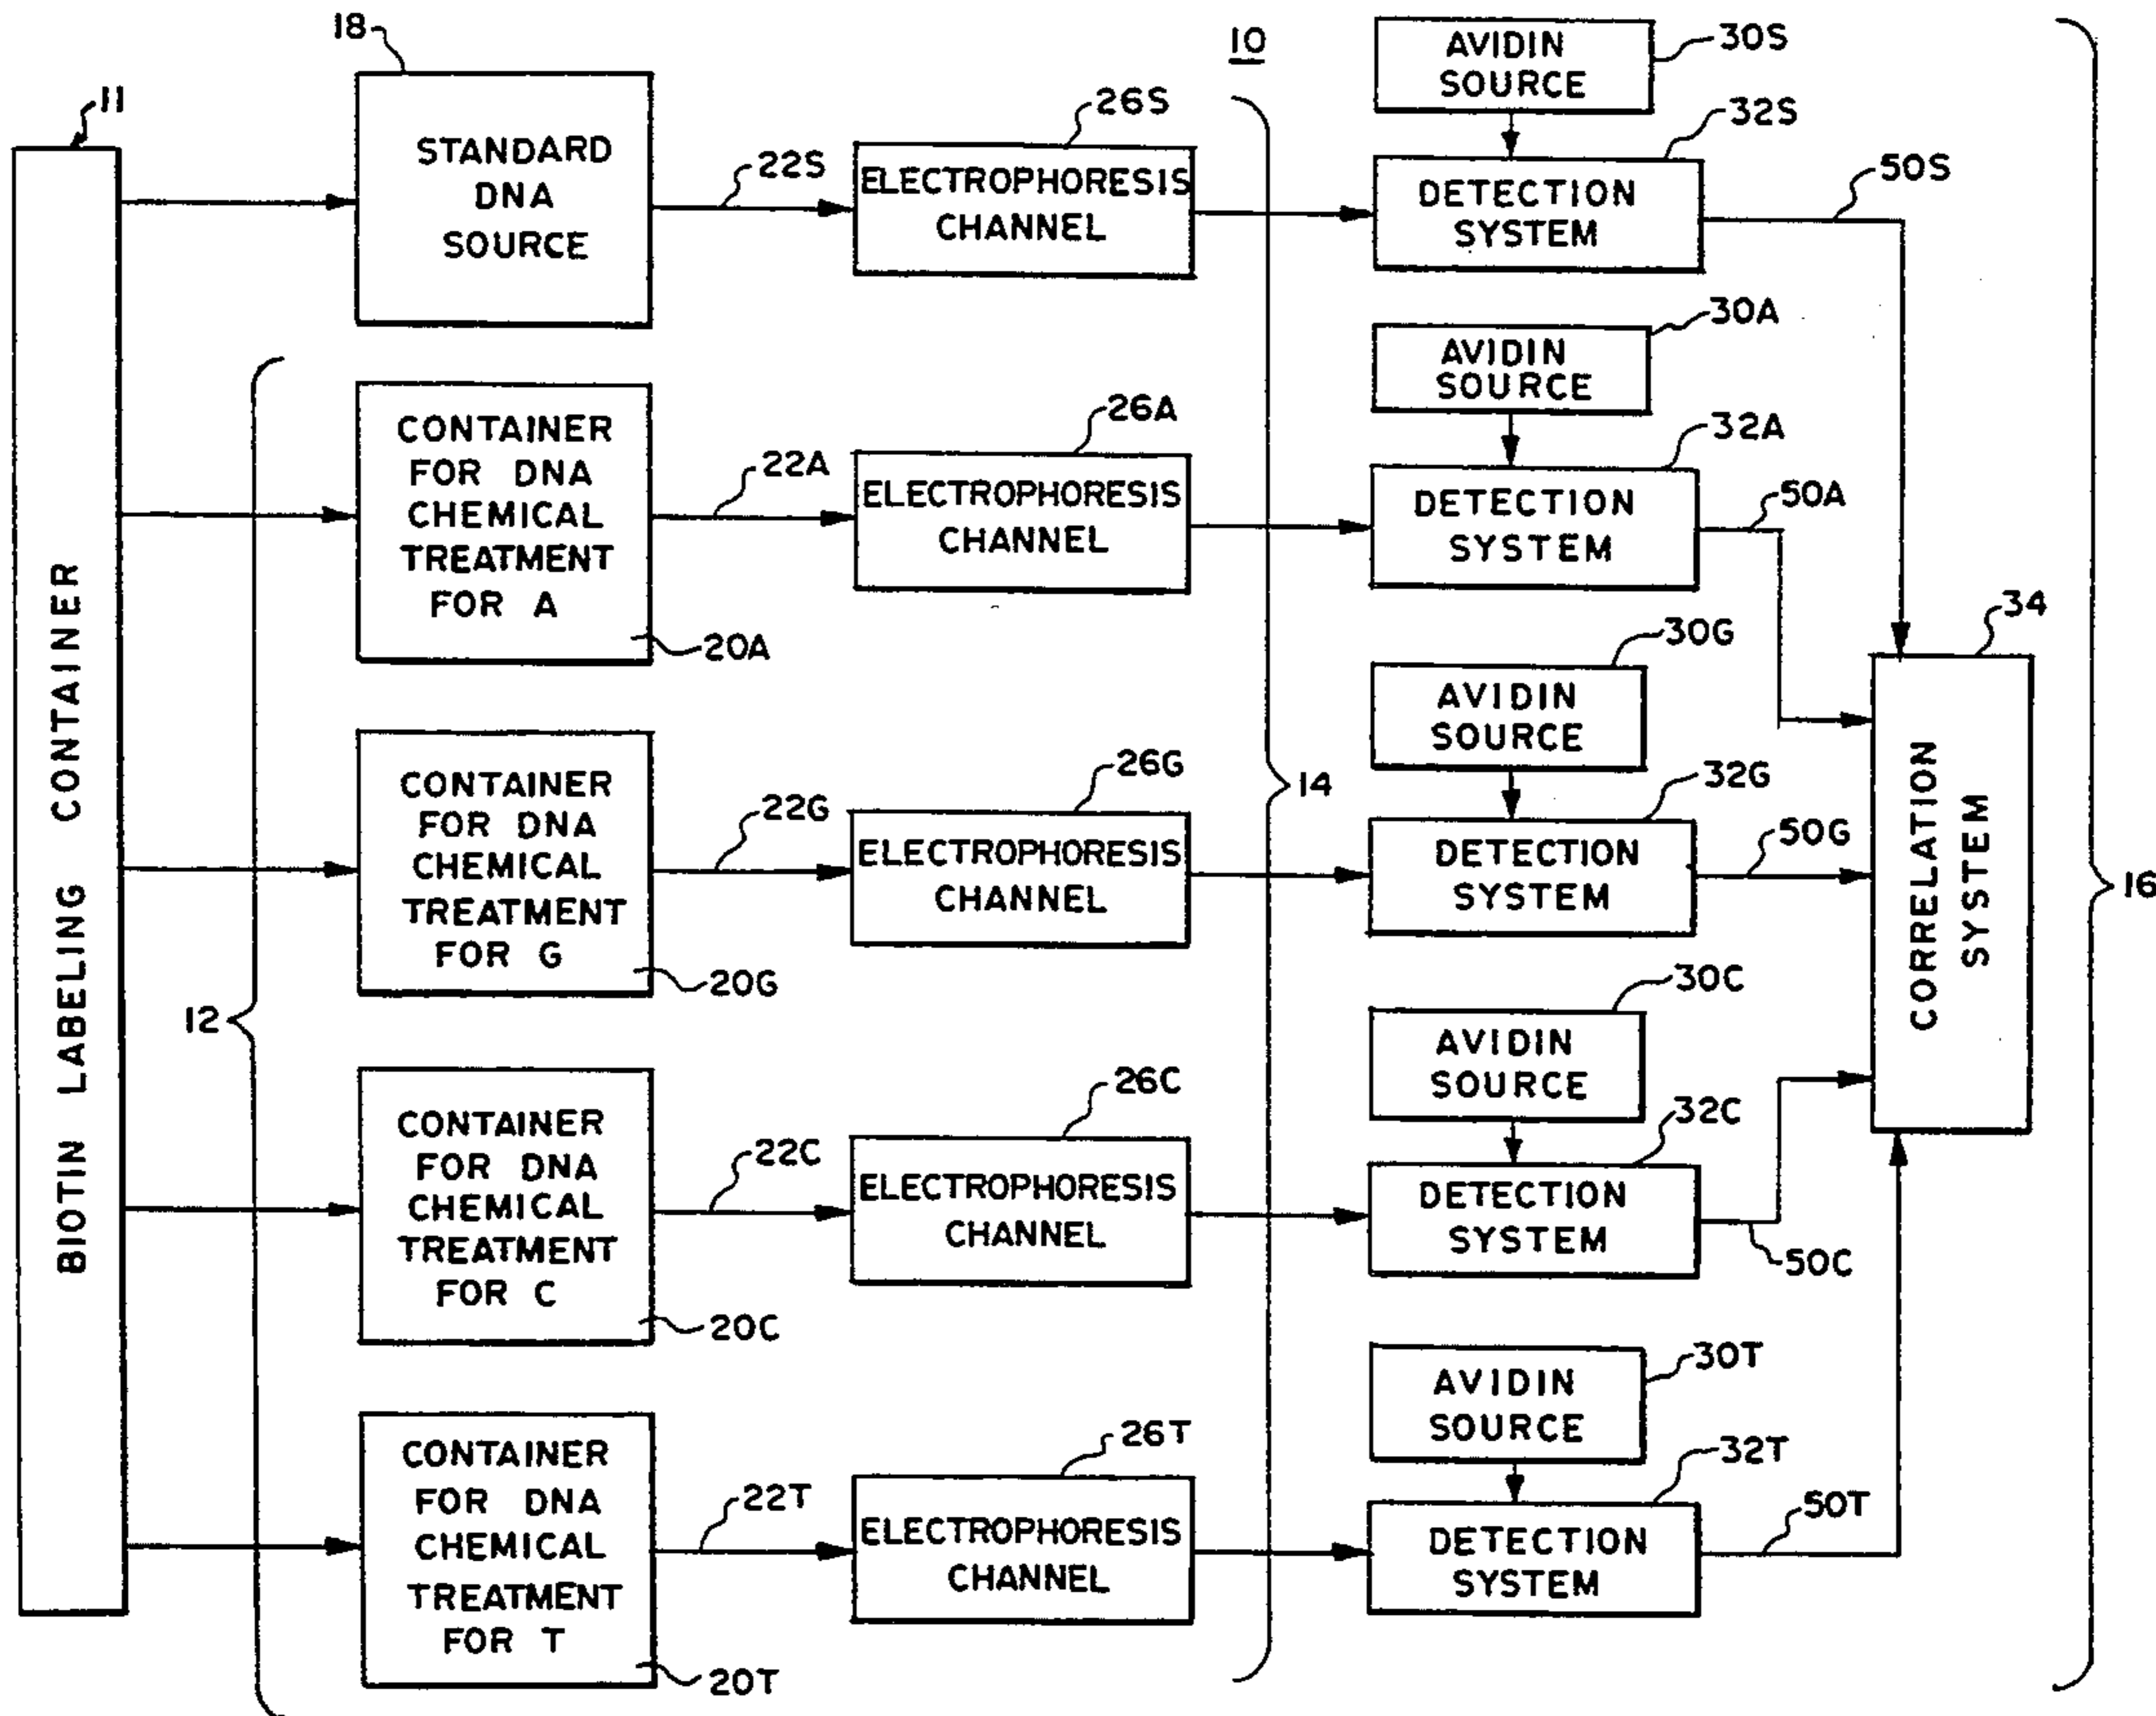 10
11
BIOTIN LABELING CONTAINER
12
18
STANDARD
DNA
SOURCE
22S
26S
ELECTROPHORESIS
CHANNEL
14
30S
AVIDIN
SOURCE
32S
DETECTION
SYSTEM
50S
16
CONTAINER
FOR DNA
CHEMICAL
TREATMENT
FOR A
20A
22A
26A
ELECTROPHORESIS
CHANNEL
30A
AVIDIN
SOURCE
32A
DETECTION
SYSTEM
50A
34
CORRELATION
SYSTEM
CONTAINER
FOR DNA
CHEMICAL
TREATMENT
FOR G
20G
22G
26G
ELECTROPHORESIS
CHANNEL
30G
AVIDIN
SOURCE
32G
DETECTION
SYSTEM
50G
CONTAINER
FOR DNA
CHEMICAL
TREATMENT
FOR C
20C
22C
26C
ELECTROPHORESIS
CHANNEL
30C
AVIDIN
SOURCE
32C
DETECTION
SYSTEM
50C
CONTAINER
FOR DNA
CHEMICAL
TREATMENT
FOR T
20T
22T
26T
ELECTROPHORESIS
CHANNEL
30T
AVIDIN
SOURCE
32T
DETECTION
SYSTEM
50T